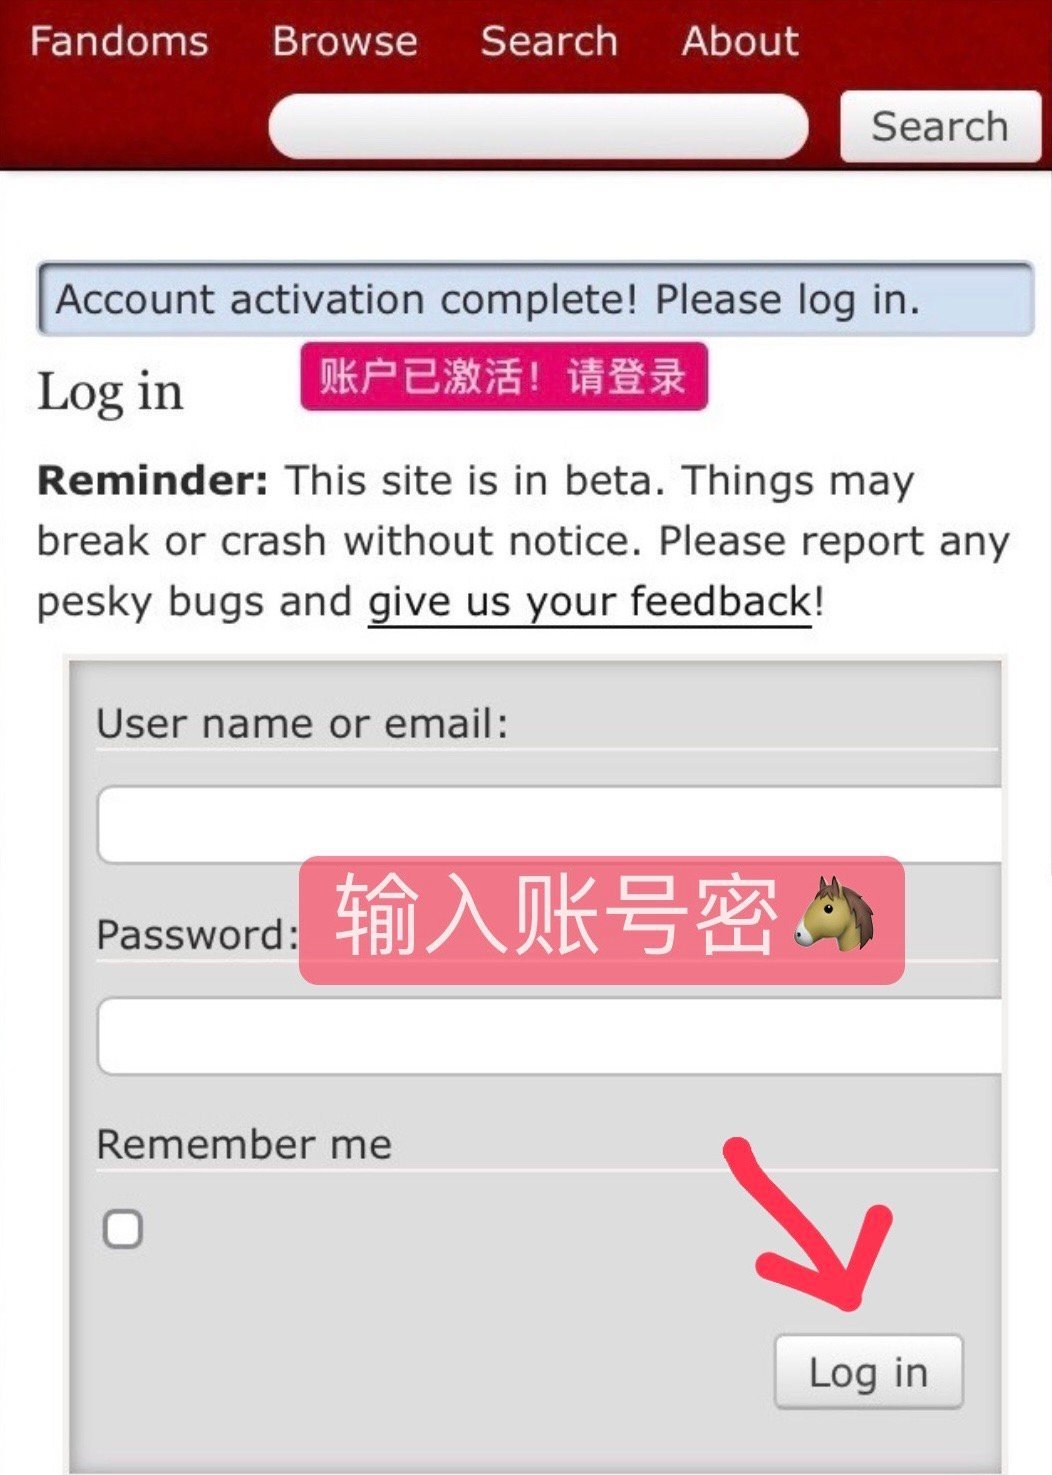 Fandoms Browse Search About
Search
Account activation complete! Please log in.
账户已激活！请登录
Log in
Reminder: This site is in beta. Things may
break or crash without notice. Please report any
pesky bugs and give us your feedback!
User name or email:
输入账号密🐴
Password:
Remember me
Log in